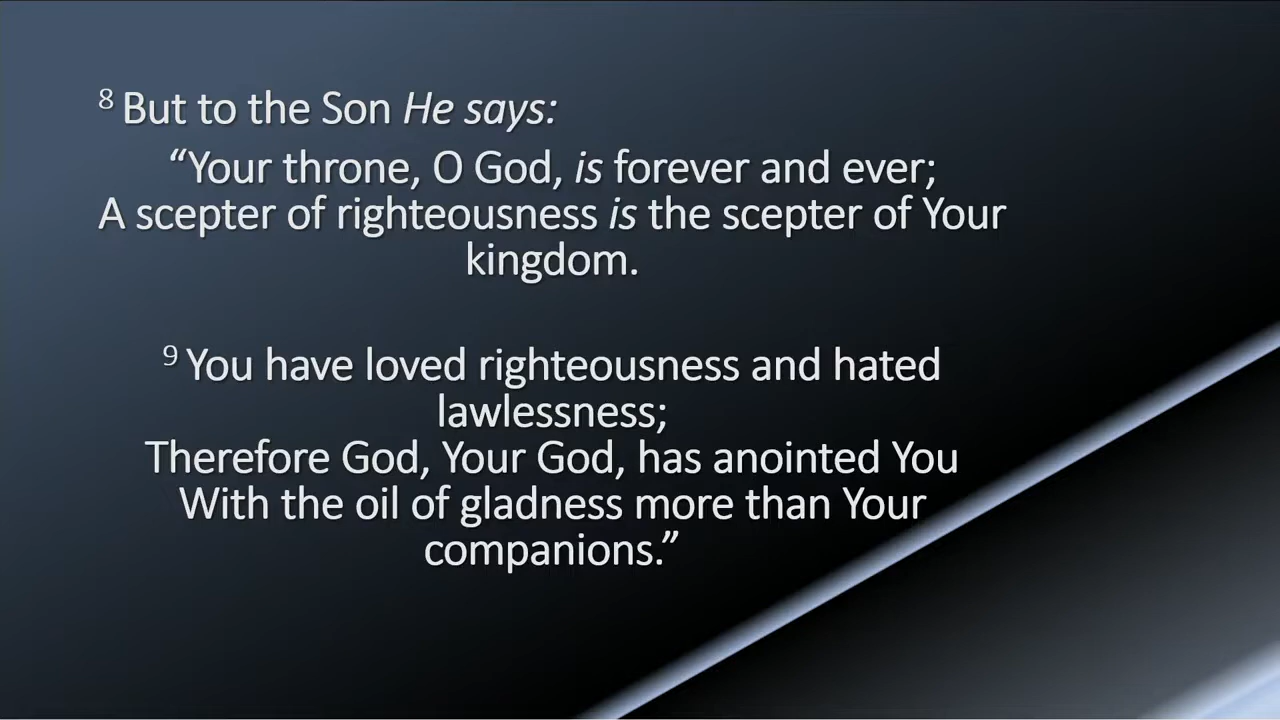 8 But to the Son He says:
“Your throne, O God, is forever and ever;
A scepter of righteousness is the scepter of Your
kingdom.
9 You have loved righteousness and hated
lawlessness;
Therefore God, Your God, has anointed You
With the oil of gladness more than Your
companions.”